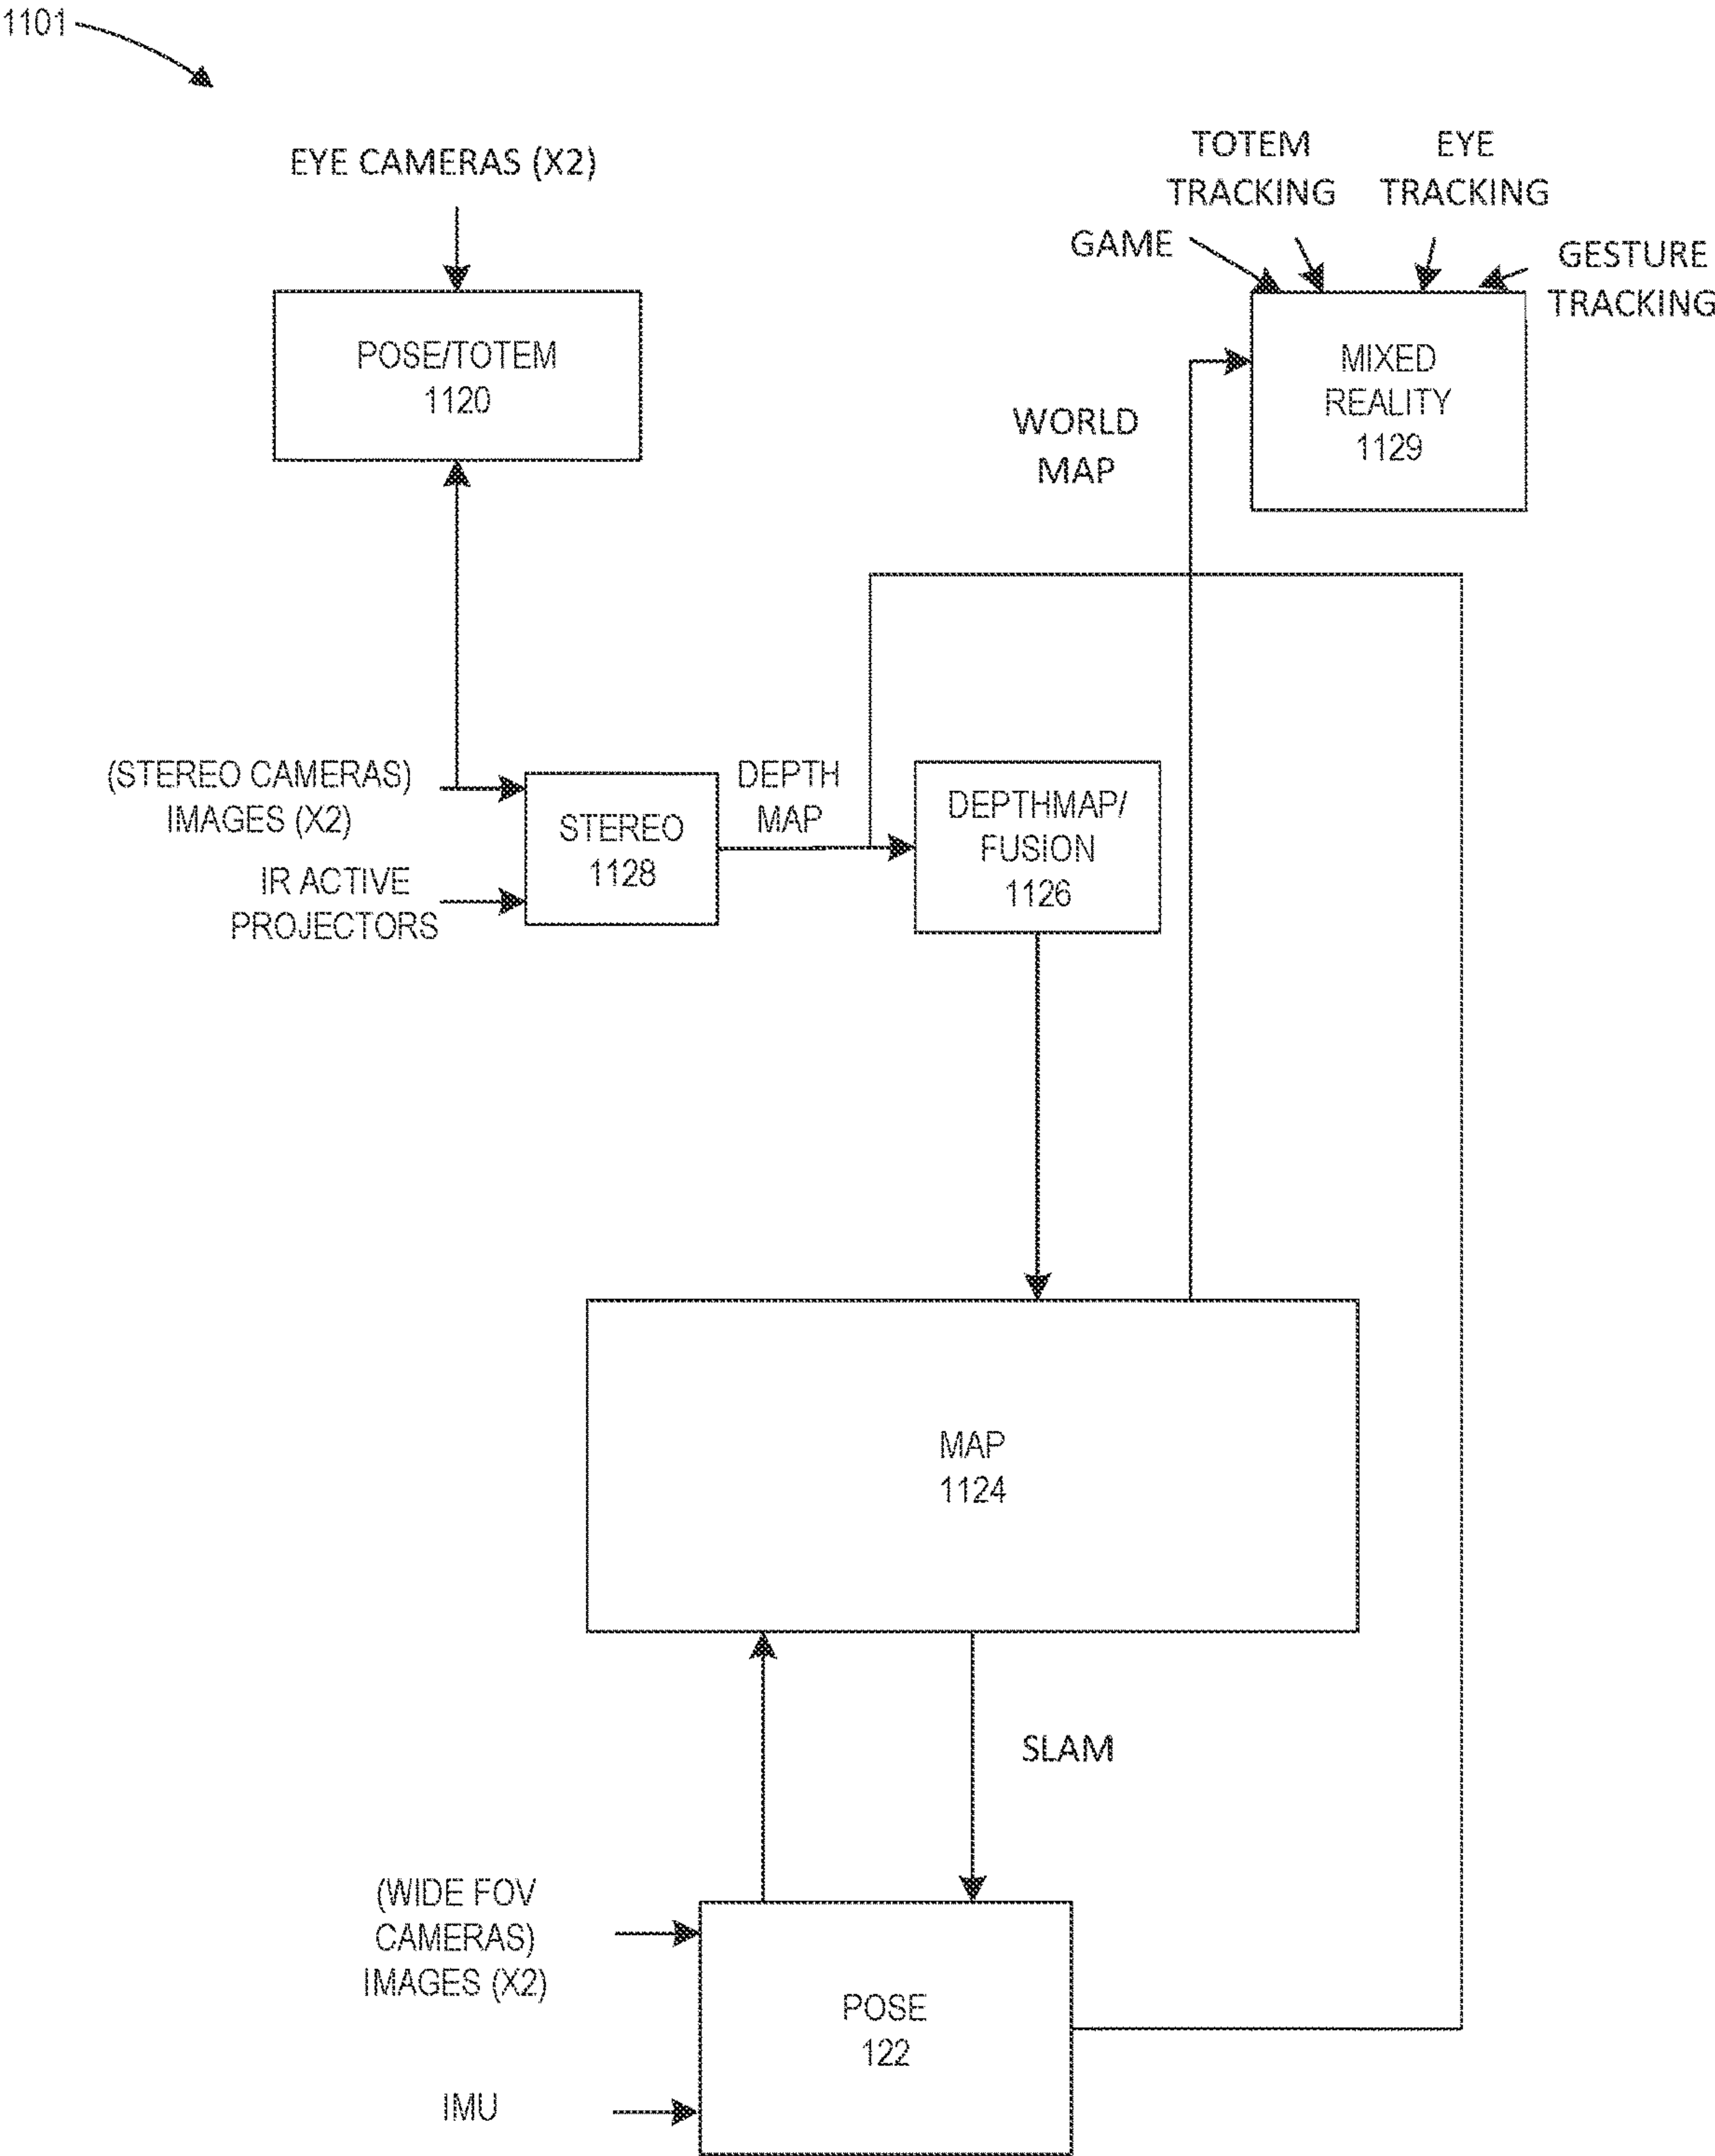 1101
EYE CAMERAS (X2)
TOTEM
TRACKING
EYE
TRACKING
GAME
GESTURE
TRACKING
POSE/TOTEM
1120
MIXED
REALITY
1129
WORLD
MAP
(STEREO CAMERAS)
IMAGES (X2)
IR ACTIVE
PROJECTORS
STEREO
1128
DEPTH
MAP
DEPTHMAP/
FUSION
1126
MAP
1124
SLAM
(WIDE FOV
CAMERAS)
IMAGES (X2)
IMU
POSE
122